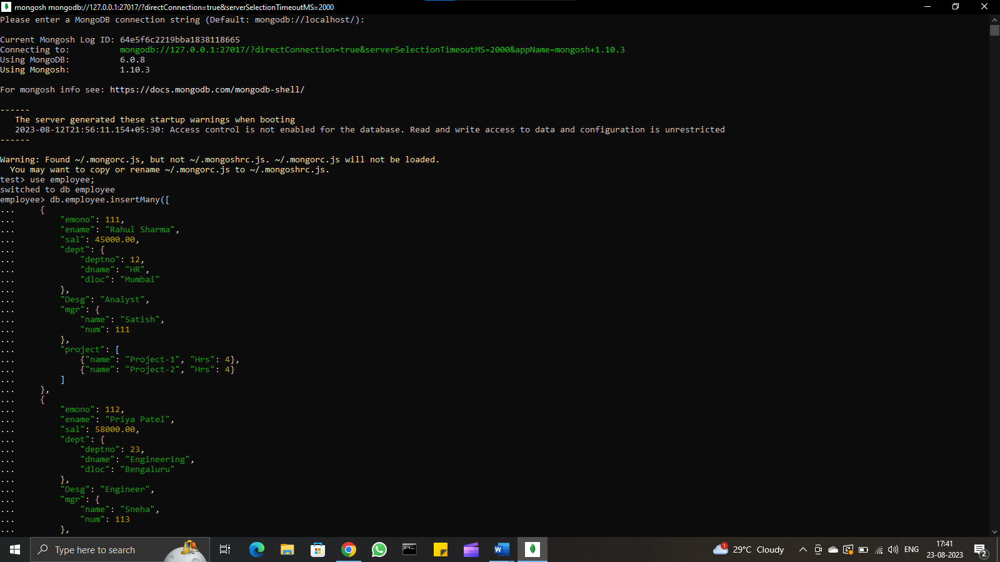 mongosh mongodb://127.0.0.1:27017/?directConnection=true&serverSelectionTimeoutMS=2000
Please enter a MongoDB connection string (Default: mongodb://localhost/):
Current Mongosh Log ID: 64e5f6c2219bba1838118665
Connecting to:          mongodb://127.0.0.1:27017/?directConnection=true&serverSelectionTimeoutMS=2000&appName=mongosh+1.10.3
Using MongoDB:          6.0.8
Using Mongosh:          1.10.3
For mongosh info see: https://docs.mongodb.com/mongodb-shell/
------
   The server generated these startup warnings when booting
   2023-08-12T21:56:11.154+05:30: Access control is not enabled for the database. Read and write access to data and configuration is unrestricted
------
Warning: Found ~/.mongorc.js, but not ~/.mongoshrc.js. ~/.mongorc.js will not be loaded.
  You may want to copy or rename ~/.mongorc.js to ~/.mongoshrc.js.
test> use employee;
switched to db employee
employee> db.employee.insertMany([
...     {
...         "emono": 111,
...         "ename": "Rahul Sharma",
...         "sal": 45000.00,
...         "dept": {
...             "deptno": 12,
...             "dname": "HR",
...             "dloc": "Mumbai"
...         },
...         "Desg": "Analyst",
...         "mgr": {
...             "name": "Satish",
...             "num": 111
...         },
...         "project": [
...             {"name": "Project-1", "Hrs": 4},
...             {"name": "Project-2", "Hrs": 4}
...         ]
...     },
...     {
...         "emono": 112,
...         "ename": "Priya Patel",
...         "sal": 58000.00,
...         "dept": {
...             "deptno": 23,
...             "dname": "Engineering",
...             "dloc": "Bengaluru"
...         },
...         "Desg": "Engineer",
...         "mgr": {
...             "name": "Sneha",
...             "num": 113
...         },
Type here to search
1
29°C Cloudy
ENG
17:41
23-08-2023
2